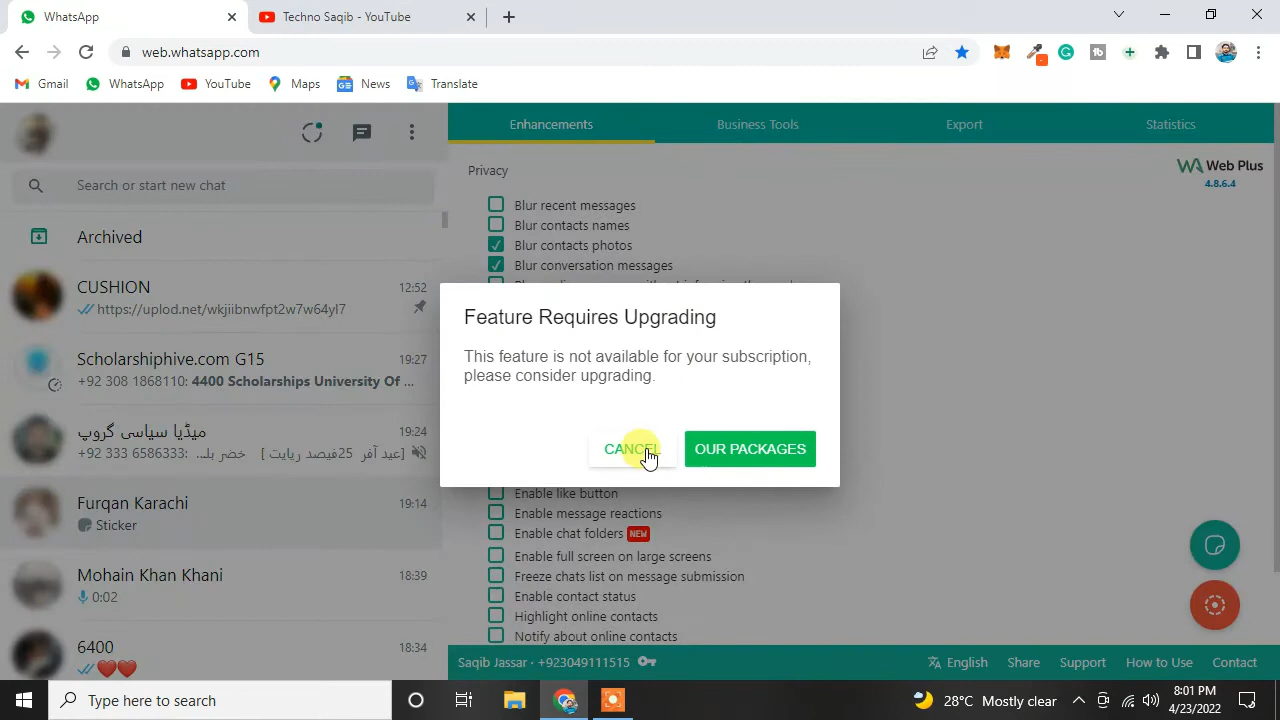 WhatsApp
Techno Saqib - YouTube
web.whatsapp.com
Gmail
WhatsApp
YouTube
Maps
News
Translate
Search or start new chat
Archived
CUSHION
12:52
https://uplod.net/wkjiibnwfpt2w7w64yl7
Scholarshiphive.com G15
19:27
+92 308 1868110: 4400 Scholarships University Of ...
میڈیا سیاسی گروپ
19:24
+92 333 6586333: ... خضر بلـ [ عید آفر 25فیصد رعایت ]
Furqan Karachi
19:14
Sticker
Mohain Khan Khani
18:39
0:02
6400
18:34
Enhancements
Business Tools
Export
Statistics
Privacy
WA Web Plus
4.8.6.4
Blur recent messages
Blur contacts names
Blur contacts photos
Blur conversation messages
Feature Requires Upgrading
This feature is not available for your subscription,
please consider upgrading.
CANCEL
OUR PACKAGES
Enable like button
Enable message reactions
Enable chat folders NEW
Enable full screen on large screens
Freeze chats list on message submission
Enable contact status
Highlight online contacts
Notify about online contacts
Saqib Jassar - +923049111515
English
Share
Support
How to Use
Contact
Type here to search
28°C Mostly clear
8:01 PM
4/23/2022